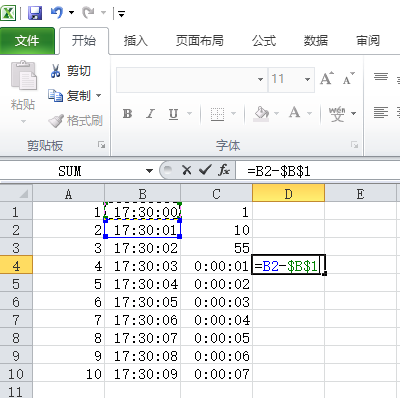 文件 开始 插入 页面布局 公式 数据 审阅
粘贴 剪切
复制
格式刷
剪贴板
11 A A
B I U A wén 文
字体
SUM fx =B2-$B$1
A B C D E
1 1 17:30:00 1
2 2 17:30:01 10
3 3 17:30:02 55
4 4 17:30:03 0:00:01 =B2-$B$1
5 5 17:30:04 0:00:02
6 6 17:30:05 0:00:03
7 7 17:30:06 0:00:04
8 8 17:30:07 0:00:05
9 9 17:30:08 0:00:06
10 10 17:30:09 0:00:07
11